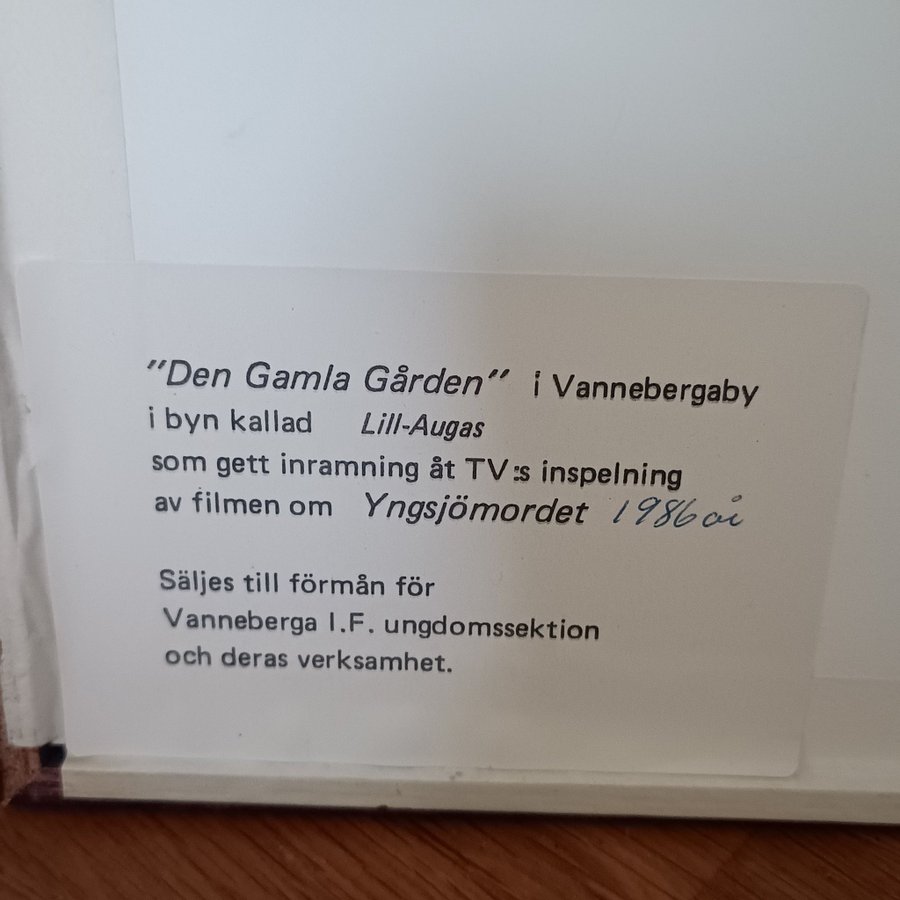 "Den Gamla Gården" i Vannebergaby
i byn kallad Lill-Augas
som gett inramning åt TV:s inspelning
av filmen om Yngsjömordet 1986
Säljes till förmån för
Vanneberga I.F. ungdomssektion
och deras verksamhet.